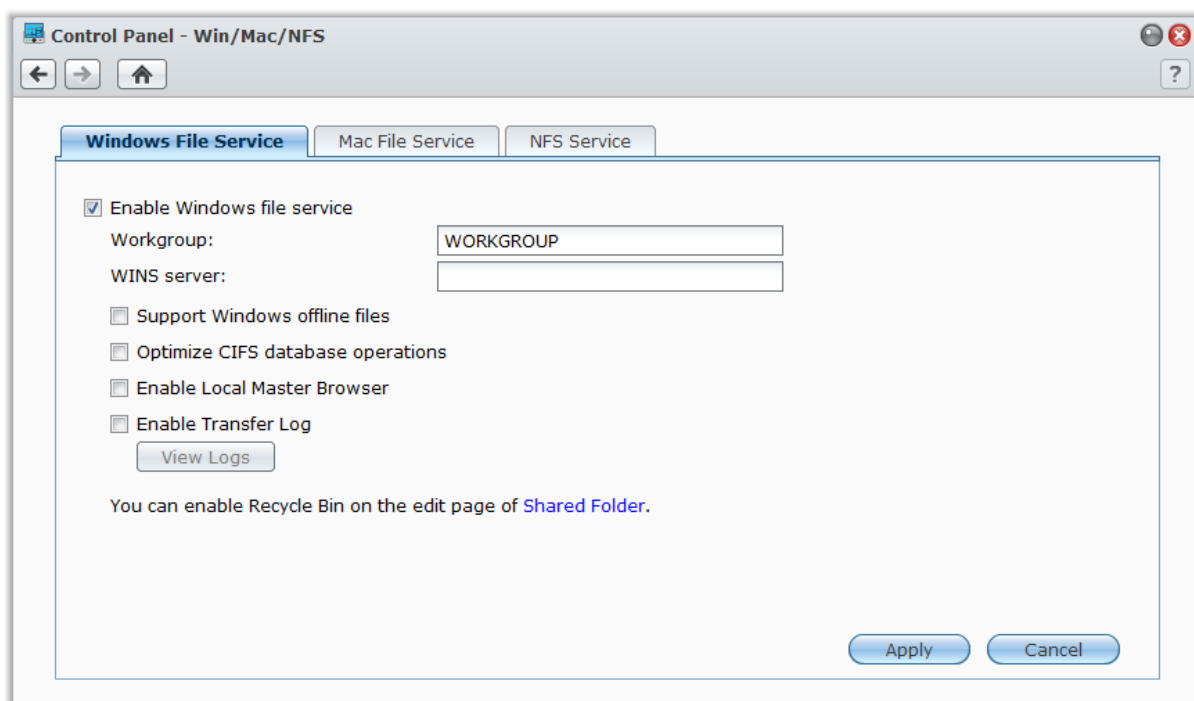 Control Panel - Win/Mac/NFS
?
Windows File Service Mac File Service NFS Service
Enable Windows file service
Workgroup: WORKGROUP
WINS server:
Support Windows offline files
Optimize CIFS database operations
Enable Local Master Browser
Enable Transfer Log
View Logs
You can enable Recycle Bin on the edit page of Shared Folder.
Apply Cancel